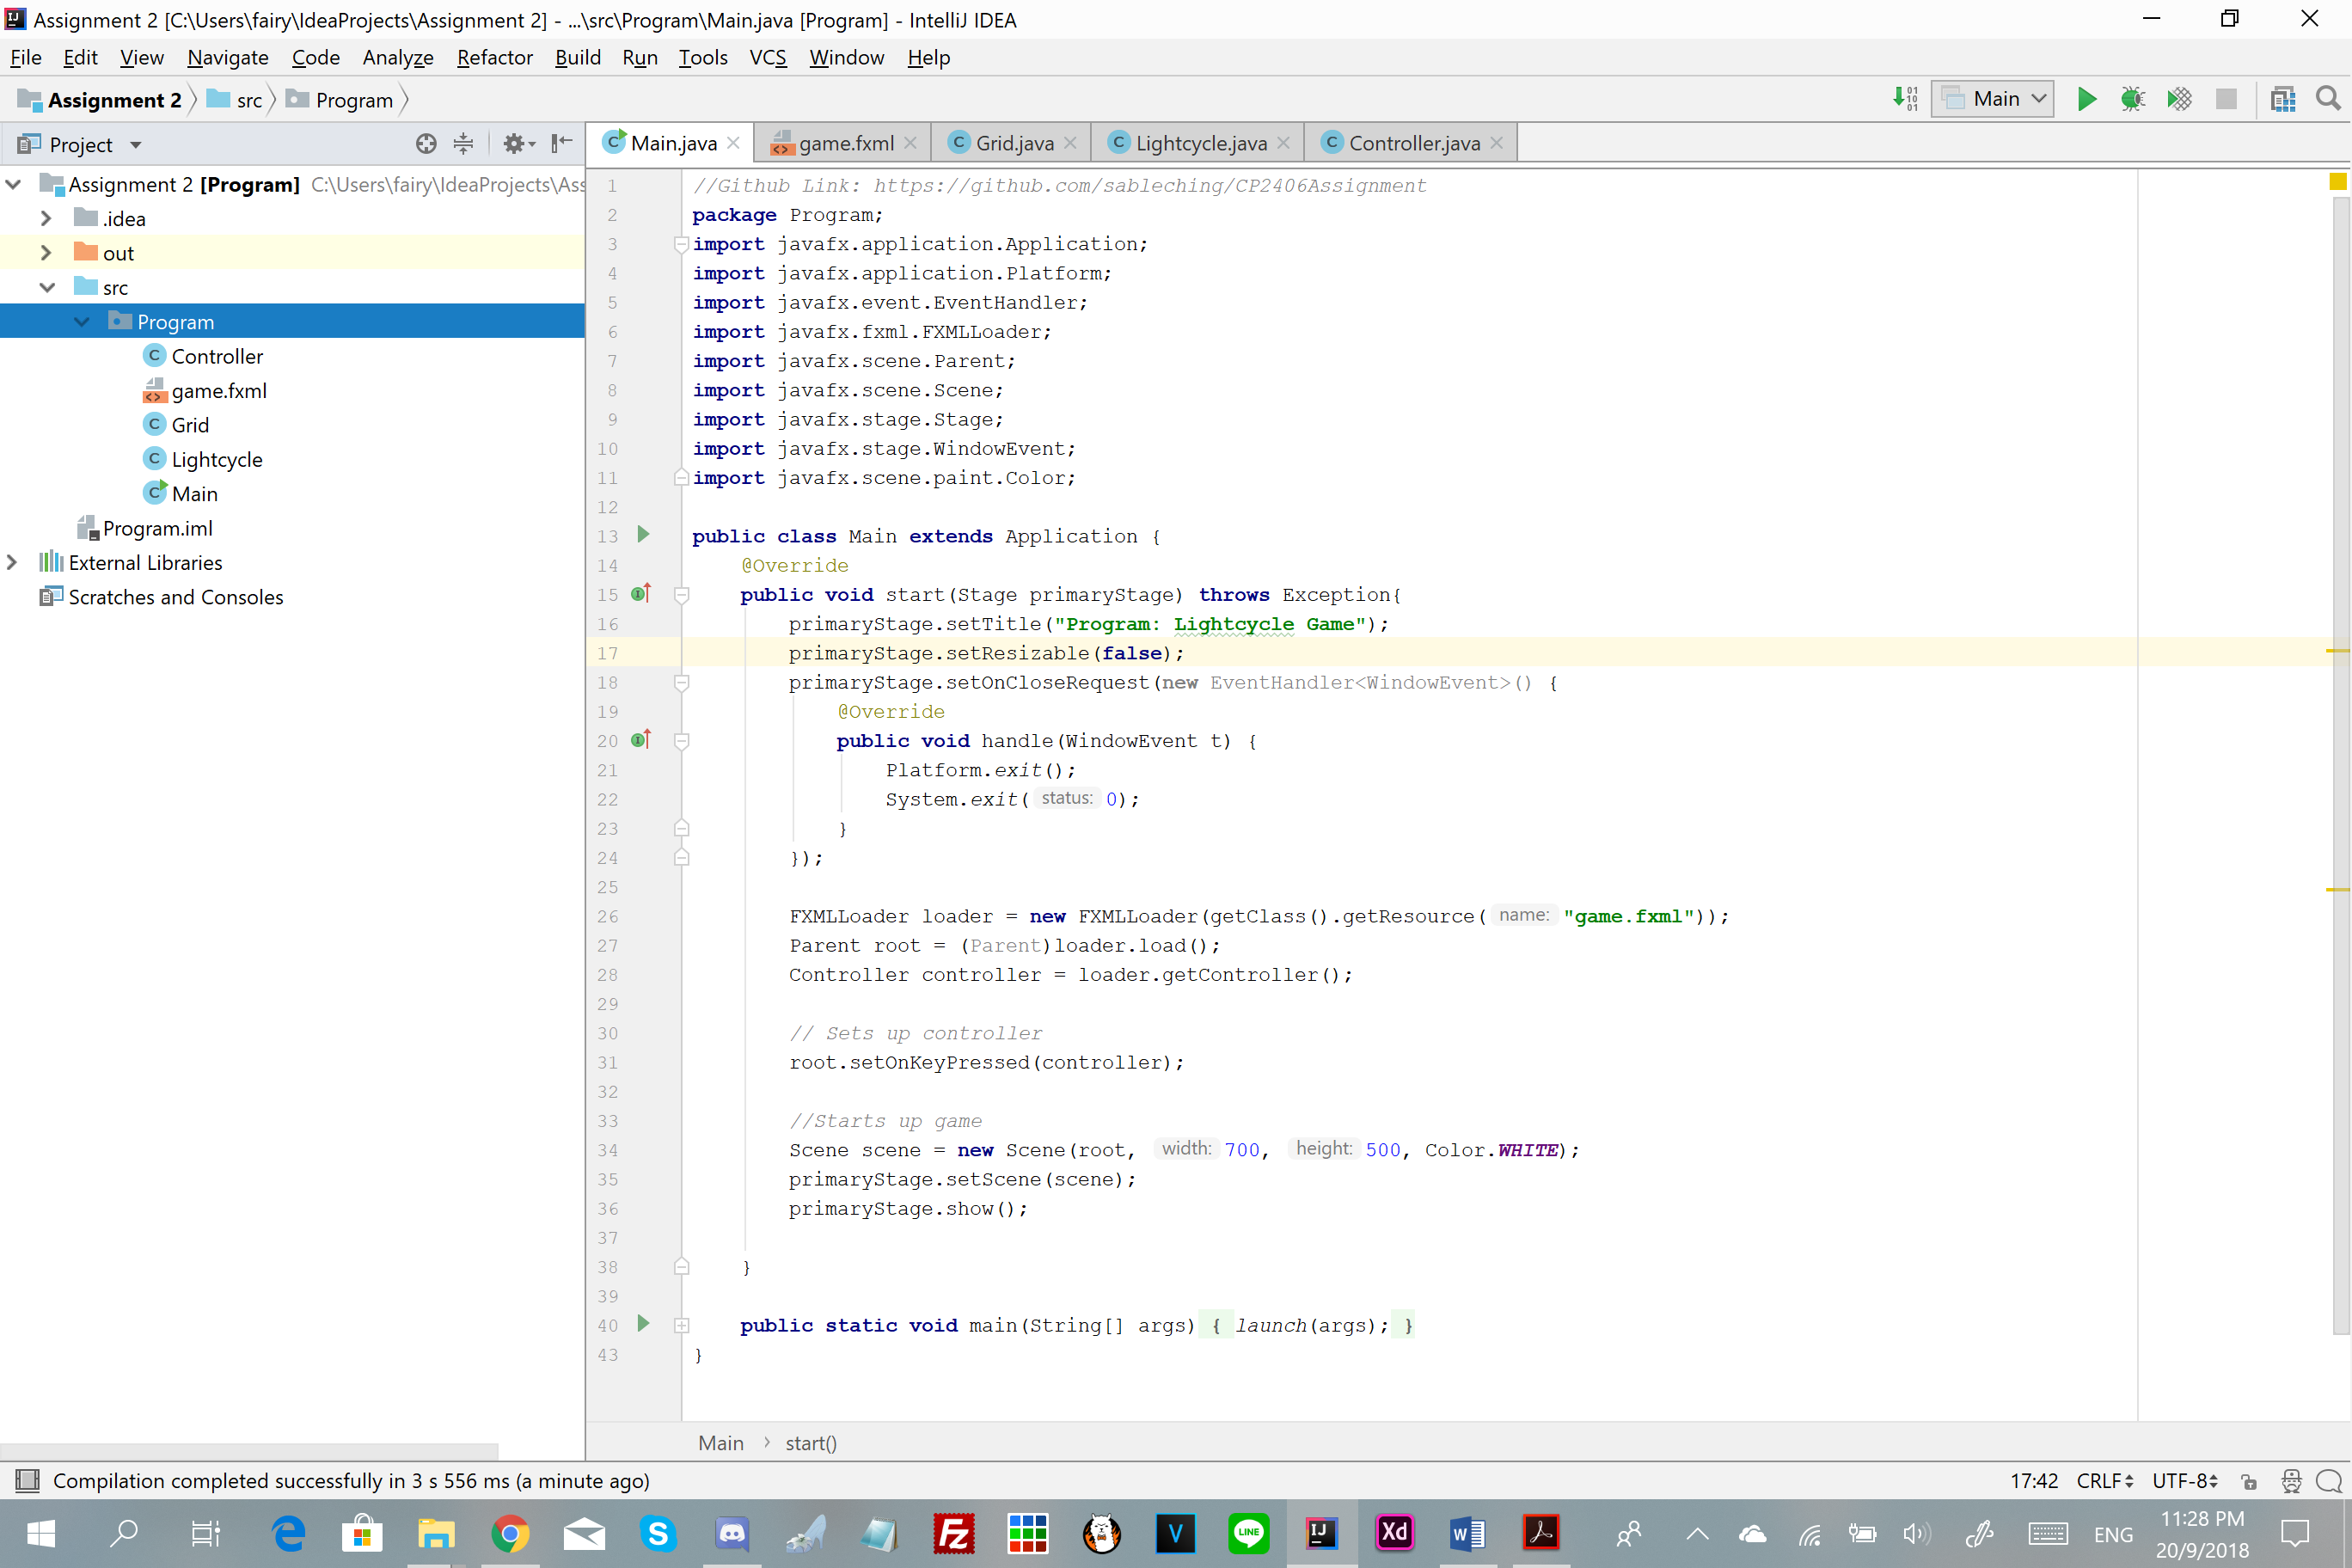 Assignment 2 [C:\Users\fairy\IdeaProjects\Assignment 2] - ...\src\Program\Main.java [Program] - IntelliJ IDEA
File Edit View Navigate Code Analyze Refactor Build Run Tools VCS Window Help
Assignment 2 src Program Main
Project
Main.java game.fxml Grid.java Lightcycle.java Controller.java
Assignment 2 [Program] C:\Users\fairy\IdeaProjects\Ass
.idea
out
src
Program
Controller
game.fxml
Grid
Lightcycle
Main
Program.iml
External Libraries
Scratches and Consoles
1 //Github Link: https://github.com/sableching/CP2406Assignment
2 package Program;
3 import javafx.application.Application;
4 import javafx.application.Platform;
5 import javafx.event.EventHandler;
6 import javafx.fxml.FXMLLoader;
7 import javafx.scene.Parent;
8 import javafx.scene.Scene;
9 import javafx.stage.Stage;
10 import javafx.stage.WindowEvent;
11 import javafx.scene.paint.Color;
12
13 public class Main extends Application {
14 @Override
15 public void start(Stage primaryStage) throws Exception{
16 primaryStage.setTitle("Program: Lightcycle Game");
17 primaryStage.setResizable(false);
18 primaryStage.setOnCloseRequest(new EventHandler<WindowEvent>() {
19 @Override
20 public void handle(WindowEvent t) {
21 Platform.exit();
22 System.exit( status: 0);
23 }
24 });
25
26 FXMLLoader loader = new FXMLLoader(getClass().getResource( name: "game.fxml"));
27 Parent root = (Parent)loader.load();
28 Controller controller = loader.getController();
29
30 // Sets up controller
31 root.setOnKeyPressed(controller);
32
33 //Starts up game
34 Scene scene = new Scene(root, width: 700, height: 500, Color.WHITE);
35 primaryStage.setScene(scene);
36 primaryStage.show();
37
38 }
39
40 public static void main(String[] args) { launch(args); }
43 }
Main start()
Compilation completed successfully in 3 s 556 ms (a minute ago) 17:42 CRLF UTF-8
ENG 11:28 PM
20/9/2018